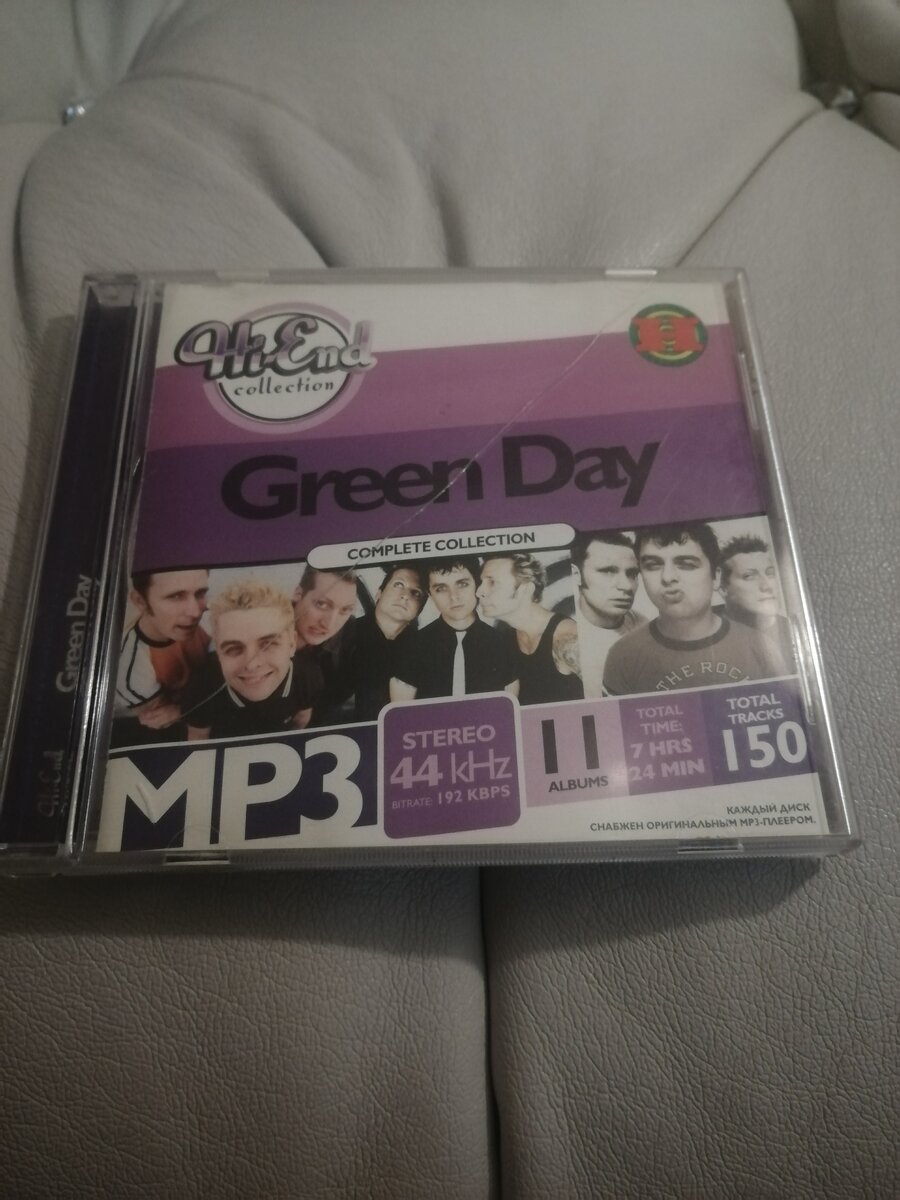 Hi-End
collection
H
Green Day
COMPLETE COLLECTION
THE ROCK
MP3
STEREO
44 kHz
BITRATE: 192 KBPS
11
ALBUMS
TOTAL
TIME:
7 HRS
24 MIN
TOTAL
TRACKS
150
КАЖДЫЙ ДИСК
СНАБЖЕН ОРИГИНАЛЬНЫМ MP3-ПЛЕЕРОМ.
Green Day
Hi-End